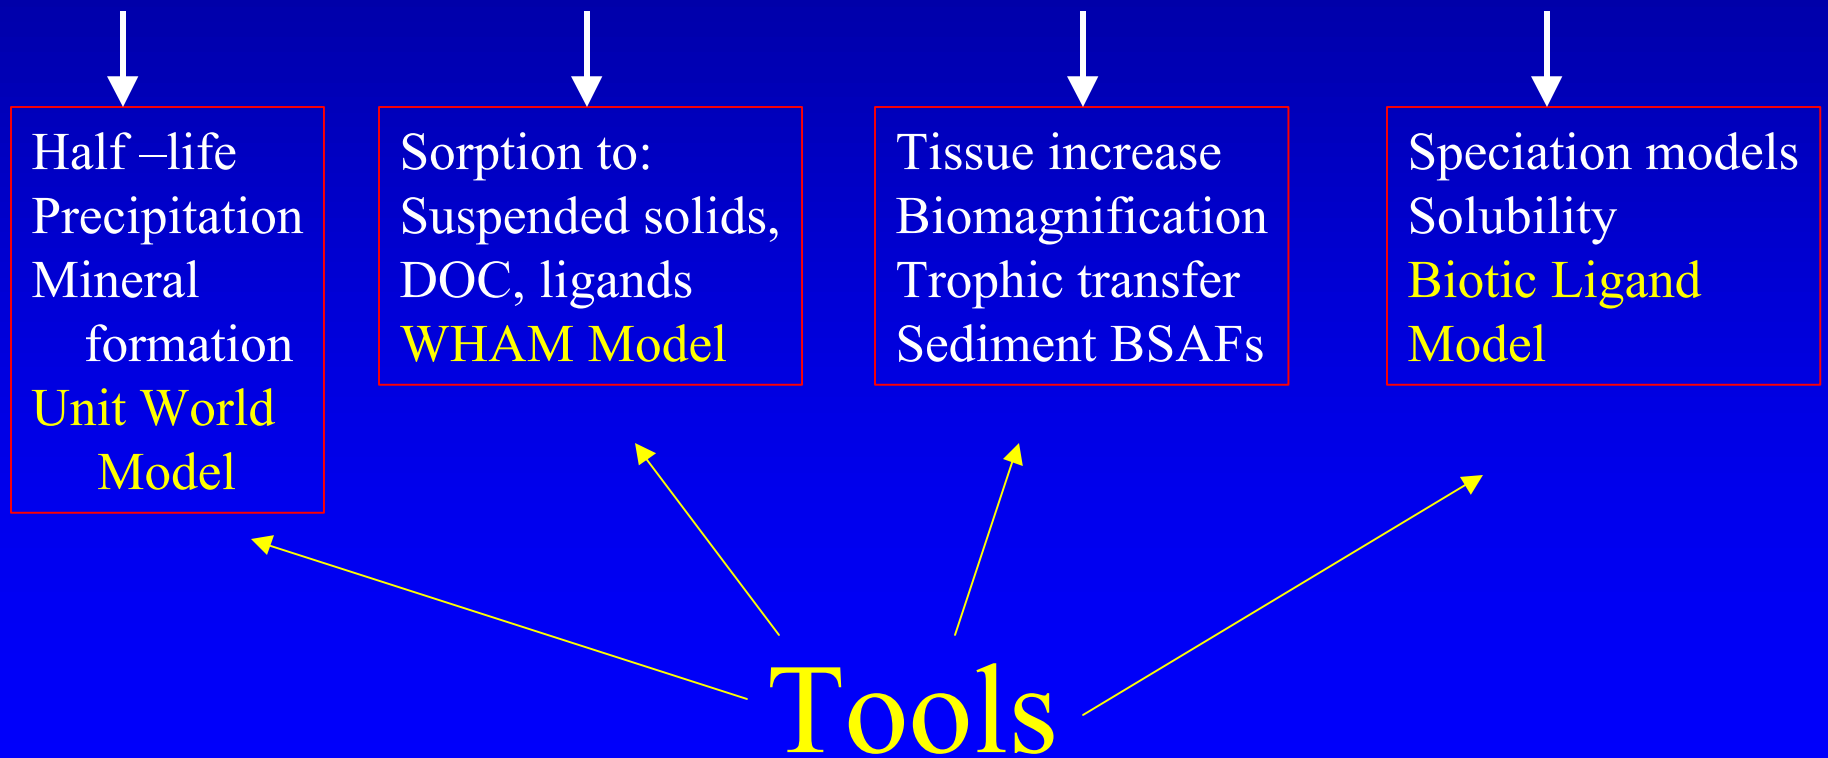 Half –life
Precipitation
Mineral
formation
Unit World
Model
Sorption to:
Suspended solids,
DOC, ligands
WHAM Model
Tissue increase
Biomagnification
Trophic transfer
Sediment BSAFs
Speciation models
Solubility
Biotic Ligand
Model
Tools